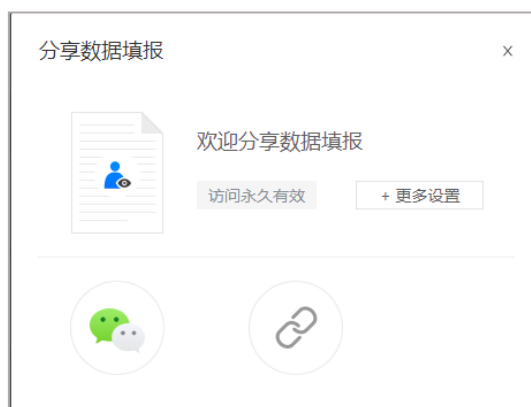 分享数据填报
×
欢迎分享数据填报
访问永久有效
+ 更多设置